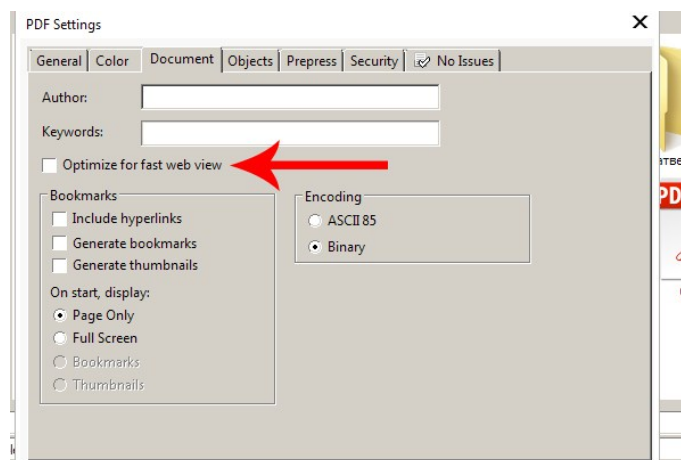 PDF Settings
General Color Document Objects Prepress Security No Issues
Author:
Keywords:
Optimize for fast web view
Bookmarks
Include hyperlinks
Generate bookmarks
Generate thumbnails
On start, display:
Page Only
Full Screen
Bookmarks
Thumbnails
Encoding
ASCII 85
Binary
PD